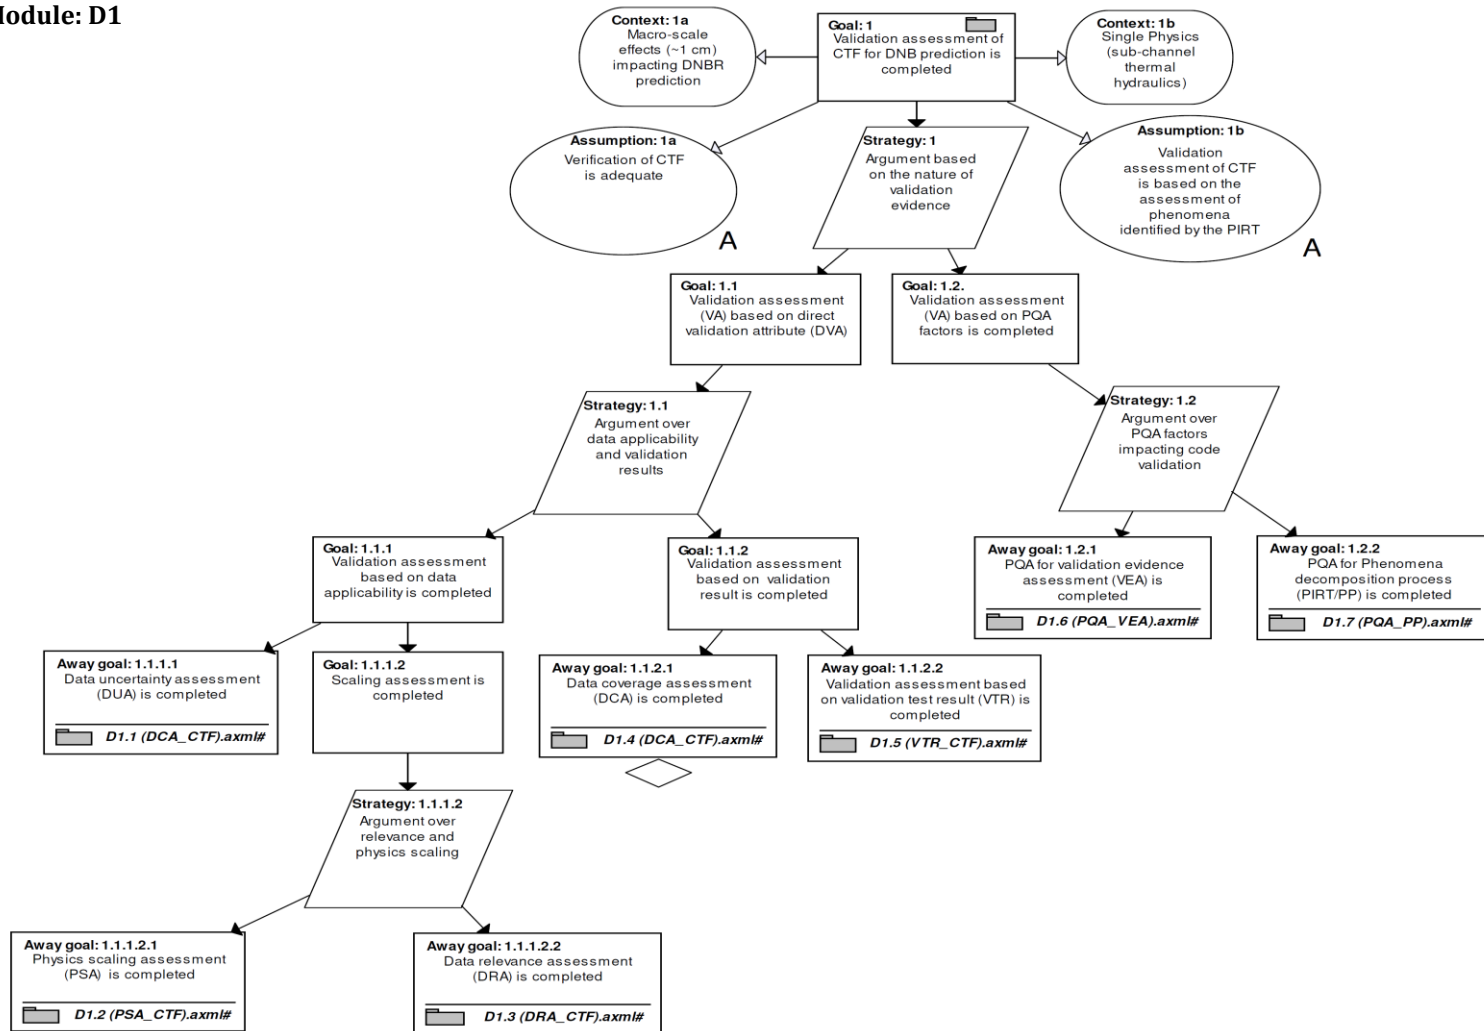 Module: D1
Context: 1a
Macro-scale
effects (~1 cm)
impacting DNBR
prediction
Goal: 1
Validation assessment of
CTF for DNB prediction is
completed
Context: 1b
Single Physics
(sub-channel
thermal
hydraulics)
Assumption: 1a
Verification of CTF
is adequate
A
Strategy: 1
Argument based
on the nature of
validation
evidence
Assumption: 1b
Validation
assessment of CTF
is based on the
assessment of
phenomena
identified by the PIRT
A
Goal: 1.1
Validation assessment
(VA) based on direct
validation attribute (DVA)
Goal: 1.2.
Validation assessment
(VA) based on PQA
factors is completed
Strategy: 1.1
Argument over
data applicability
and validation
results
Strategy: 1.2
Argument over
PQA factors
impacting code
validation
Goal: 1.1.1
Validation assessment
based on data
applicability is completed
Goal: 1.1.2
Validation assessment
based on validation
result is completed
Away goal: 1.2.1
PQA for validation evidence
assessment (VEA) is
completed
D1.6 (PQA_VEA).axml#
Away goal: 1.2.2
PQA for Phenomena
decomposition process
(PIRT/PP) is completed
D1.7 (PQA_PP).axml#
Away goal: 1.1.1.1
Data uncertainty assessment
(DUA) is completed
D1.1 (DCA_CTF).axml#
Goal: 1.1.1.2
Scaling assessment is
completed
Away goal: 1.1.2.1
Data coverage assessment
(DCA) is completed
D1.4 (DCA_CTF).axml#
Away goal: 1.1.2.2
Validation assessment based
on validation test result (VTR) is
completed
D1.5 (VTR_CTF).axml#
Strategy: 1.1.1.2
Argument over
relevance and
physics scaling
Away goal: 1.1.1.2.1
Physics scaling assessment
(PSA) is completed
D1.2 (PSA_CTF).axml#
Away goal: 1.1.1.2.2
Data relevance assessment
(DRA) is completed
D1.3 (DRA_CTF).axml#